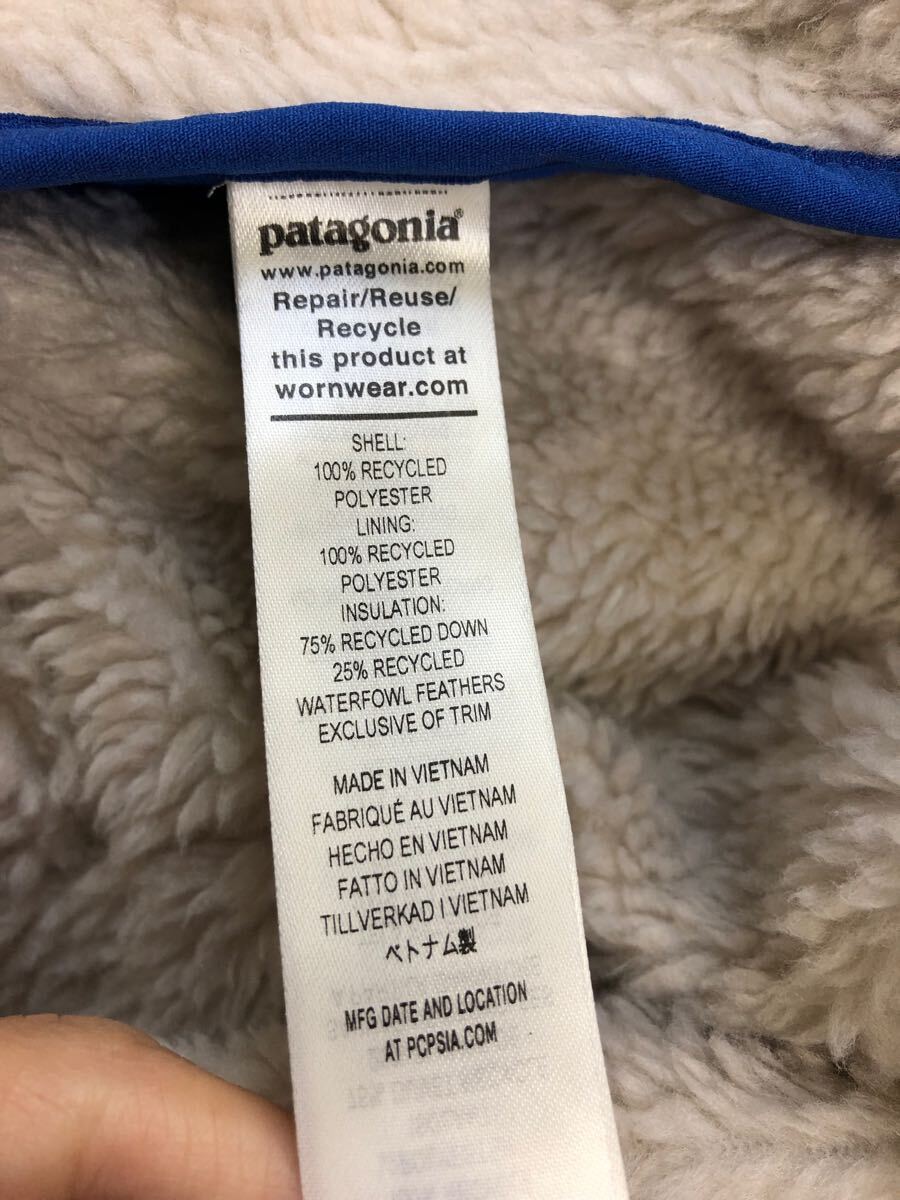 patagonia®
www.patagonia.com
Repair/Reuse/
Recycle
this product at
wornwear.com
SHELL:
100% RECYCLED
POLYESTER
LINING:
100% RECYCLED
POLYESTER
INSULATION:
75% RECYCLED DOWN
25% RECYCLED
WATERFOWL FEATHERS
EXCLUSIVE OF TRIM
MADE IN VIETNAM
FABRIQUÉ AU VIETNAM
HECHO EN VIETNAM
FATTO IN VIETNAM
TILLVERKAD I VIETNAM
ベトナム製
MFG DATE AND LOCATION
AT PCPSIA.COM